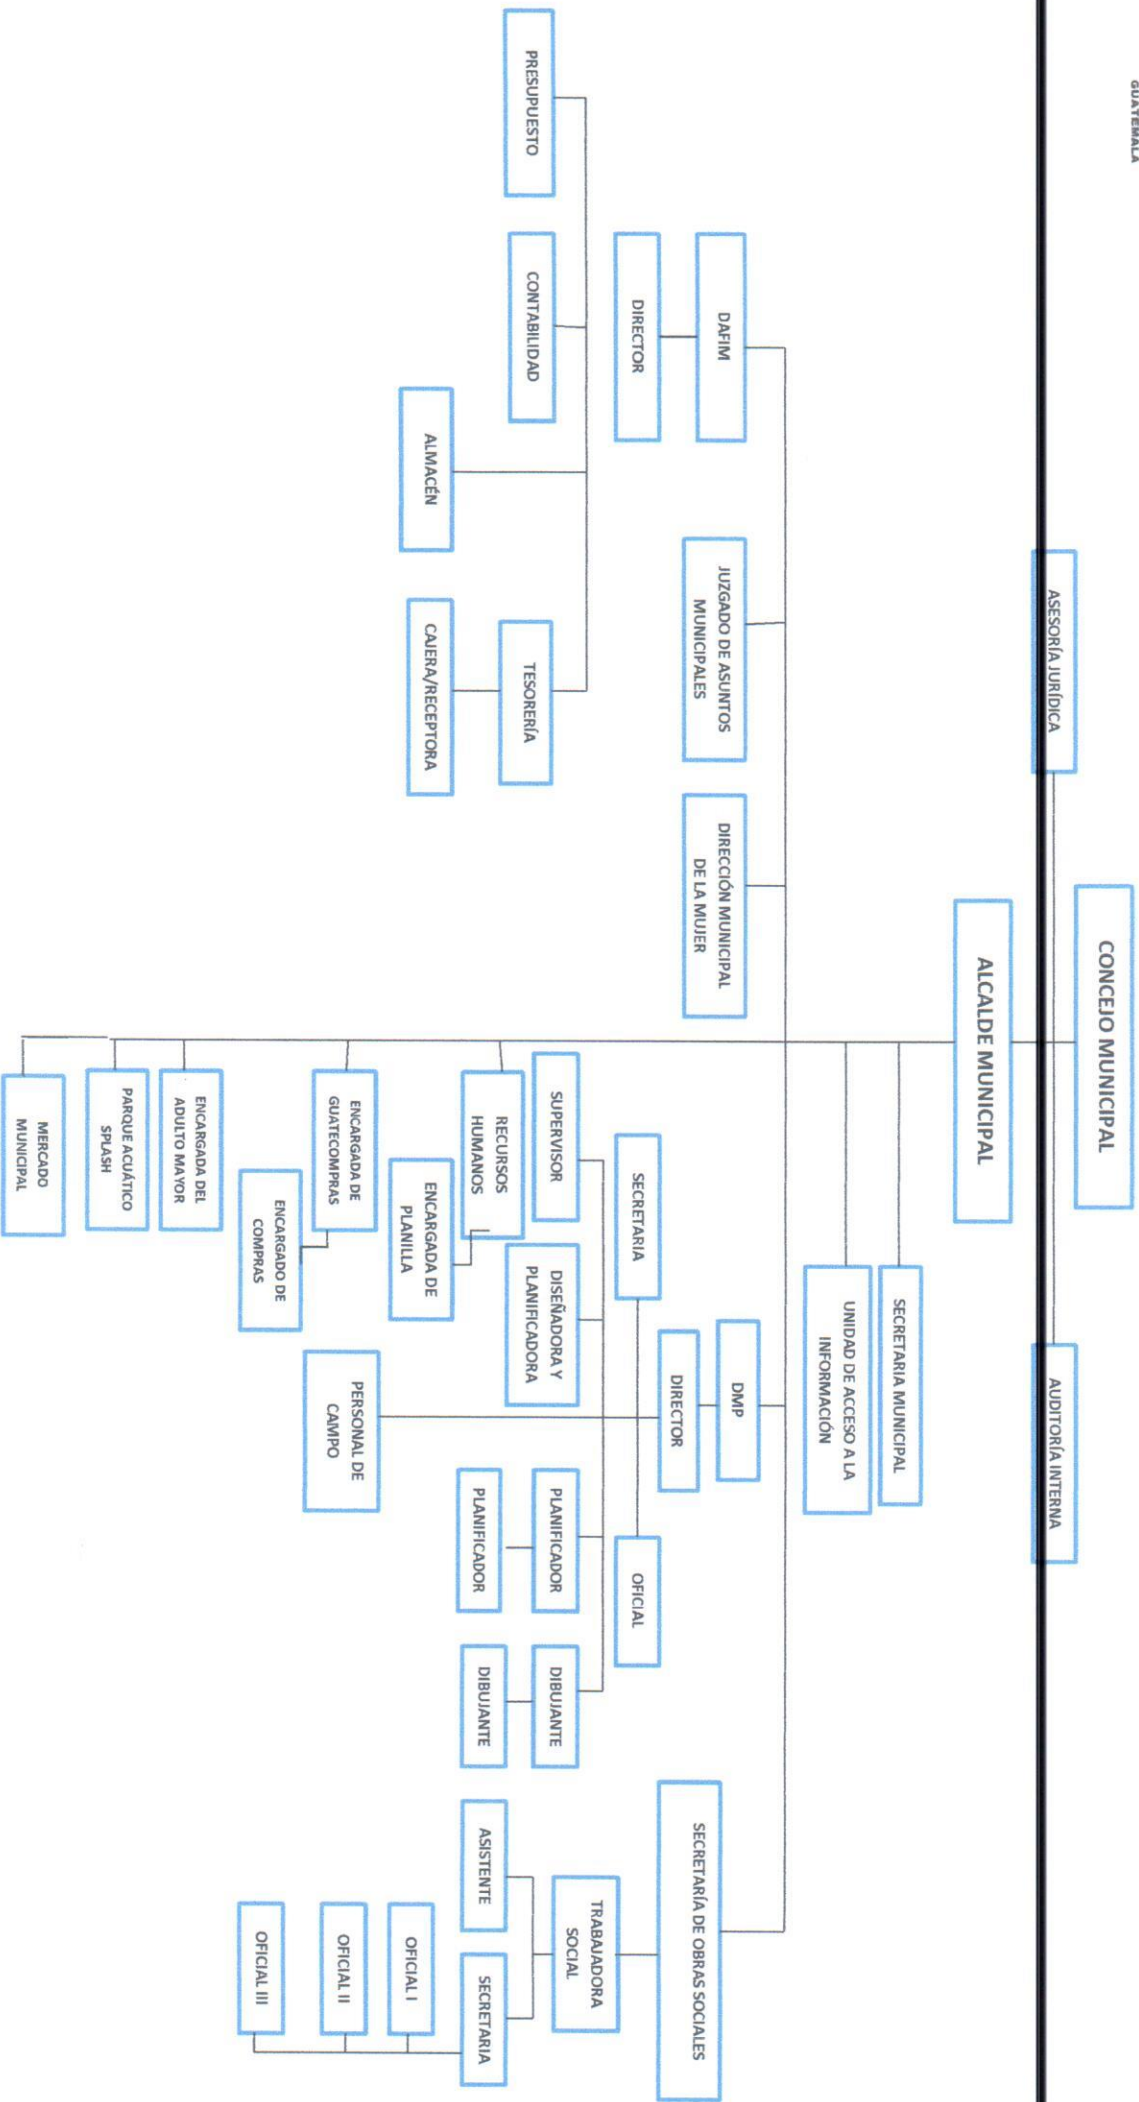 GUATEMALA
CONCEJO MUNICIPAL
ASESORÍA JURÍDICA
AUDITORÍA INTERNA
ALCALDE MUNICIPAL
SECRETARIA MUNICIPAL
UNIDAD DE ACCESO A LA
INFORMACIÓN
DAFIM
JUZGADO DE ASUNTOS
MUNICIPALES
DIRECCIÓN MUNICIPAL
DE LA MUJER
DMP
SECRETARÍA DE OBRAS SOCIALES
DIRECTOR
DIRECTOR
SECRETARIA
OFICIAL
TRABAJADORA
SOCIAL
PRESUPUESTO
CONTABILIDAD
TESORERÍA
SUPERVISOR
DISEÑADORA Y
PLANIFICADORA
PLANIFICADOR
DIBUJANTE
RECURSOS
HUMANOS
PLANIFICADOR
DIBUJANTE
ASISTENTE
SECRETARIA
ALMACÉN
CAJERA/RECEPTORA
ENCARGADA DE
PLANILLA
OFICIAL I
ENCARGADA DE
GUATECOMPRAS
PERSONAL DE
CAMPO
OFICIAL II
ENCARGADO DE
COMPRAS
OFICIAL III
ENCARGADA DEL
ADULTO MAYOR
PARQUE ACUÁTICO
SPLASH
MERCADO
MUNICIPAL